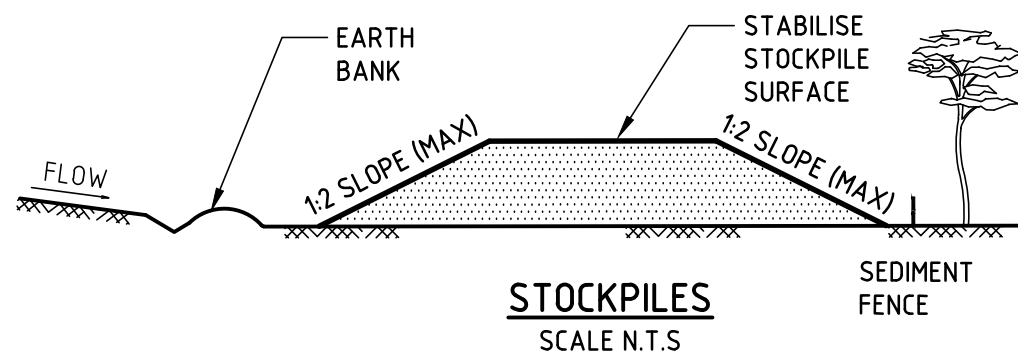 EARTH
BANK
STABILISE
STOCKPILE
SURFACE
FLOW
1:2 SLOPE (MAX)
1:2 SLOPE (MAX)
SEDIMENT
FENCE
STOCKPILES
SCALE N.T.S